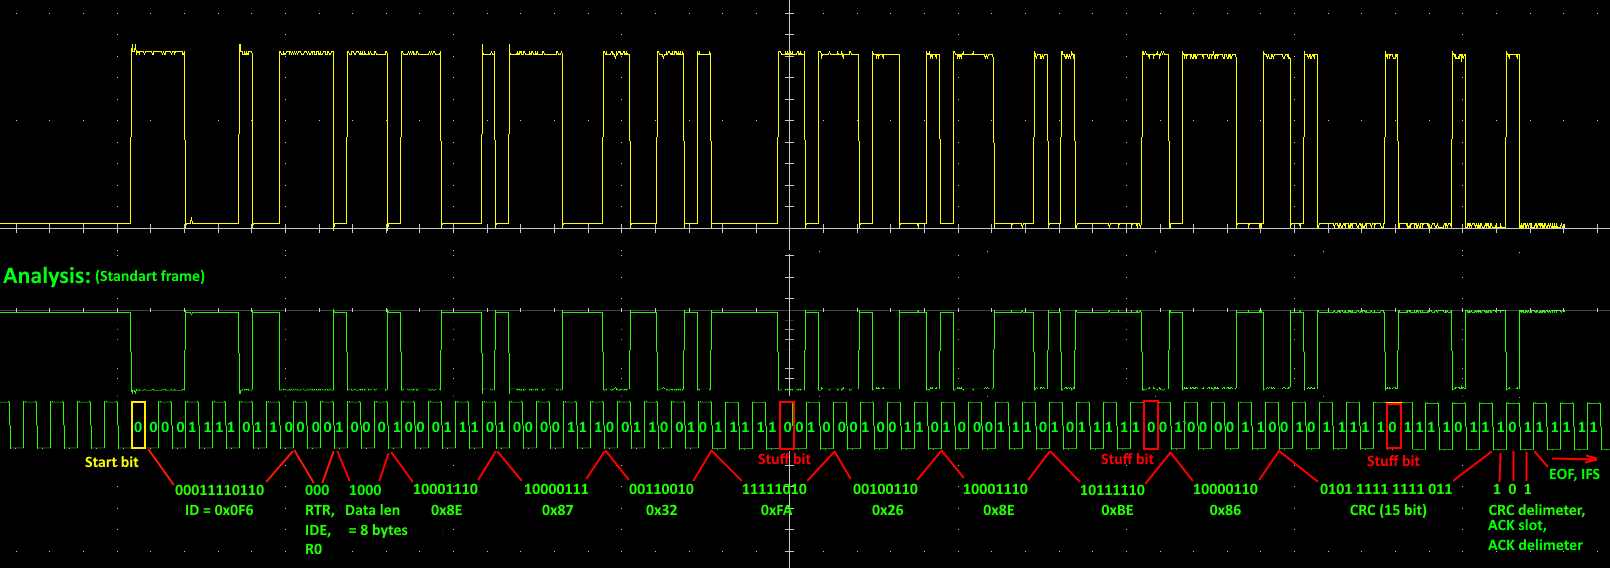 Analysis: (Standart frame)
0 0 0 0 1 1 1 1 0 1 1 0 0 0 0 1 0 0 0 1 0 0 0 1 1 1 0 1 0 0 0 0 1 1 1 0 0 1 1 0 0 1 0 1 1 1 1 1 0 0 1 0 0 0 1 0 0 1 1 0 1 0 0 0 1 1 1 0 1 0 1 1 1 1 1 0 0 1 0 0 0 0 1 1 0 0 1 0 1 1 1 1 1 0 1 1 1 1 0 1 1 1 0 1 1 1 1 1 1
Start bit
Stuff bit
Stuff bit
Stuff bit
EOF, IFS
00011110110
ID = 0x0F6
000
RTR,
IDE,
R0
1000
Data len
= 8 bytes
10001110
0x8E
10000111
0x87
00110010
0x32
11111010
0xFA
00100110
0x26
10001110
0x8E
10111110
0xBE
10000110
0x86
0101 1111 1111 011
CRC (15 bit)
1 0 1
CRC delimeter,
ACK slot,
ACK delimeter